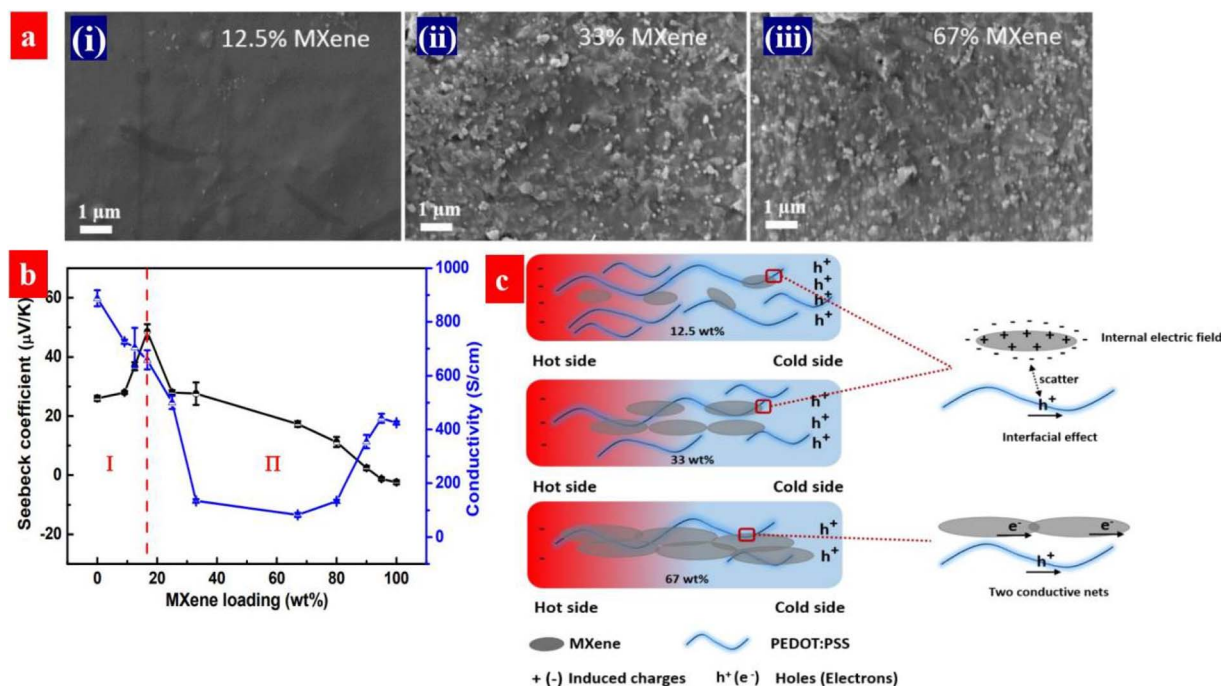 a
(i)
12.5% MXene
1 µm
(ii)
33% MXene
1 µm
(iii)
67% MXene
1 µm
b
Seebeck coefficient (µV/K)
60
40
20
0
-20
I
Π
0 20 40 60 80 100
MXene loading (wt%)
1000
800
600
400
200
0
Conductivity (S/cm)
c
-
-
-
h+
h+
h+
h+
12.5 wt%
Hot side Cold side
-
-
-
h+
h+
h+
33 wt%
Hot side Cold side
-
h+
h+
67 wt%
Hot side Cold side
- - - - - - -
+ + + + + + +
- - - - - - -
Internal electric field
scatter
h+
Interfacial effect
e- e-
h+
Two conductive nets
MXene PEDOT:PSS
+ (-) Induced charges h+ (e-) Holes (Electrons)